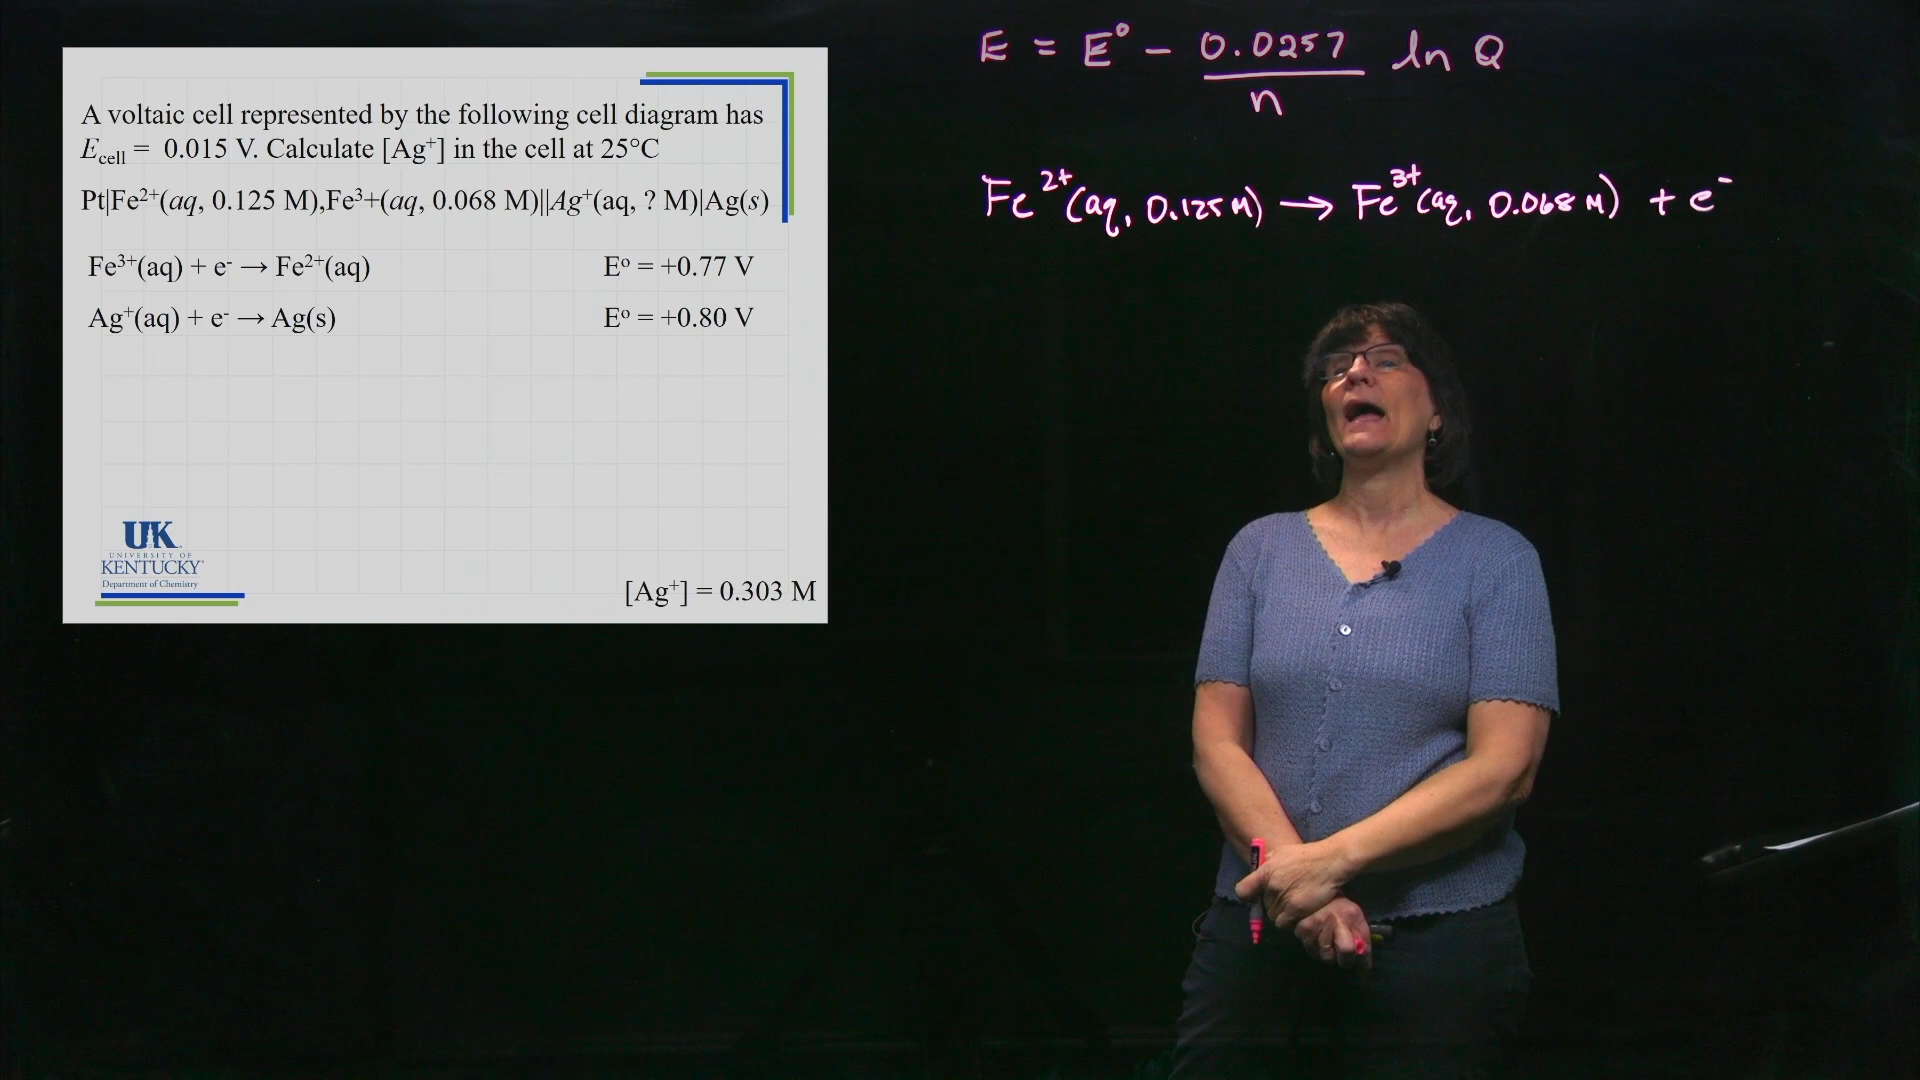 A voltaic cell represented by the following cell diagram has
E_cell = 0.015 V. Calculate [Ag⁺] in the cell at 25°C
Pt|Fe²⁺(aq, 0.125 M),Fe³+(aq, 0.068 M)||Ag⁺(aq, ? M)|Ag(s)
Fe³⁺(aq) + e⁻ → Fe²⁺(aq) Eº = +0.77 V
Ag⁺(aq) + e⁻ → Ag(s) Eº = +0.80 V
UK
UNIVERSITY OF
KENTUCKY
Department of Chemistry
[Ag⁺] = 0.303 M
E = Eº - 0.0257/n ln Q
Fe²⁺(aq, 0.125 M) → Fe³⁺(aq, 0.068 M) + e⁻